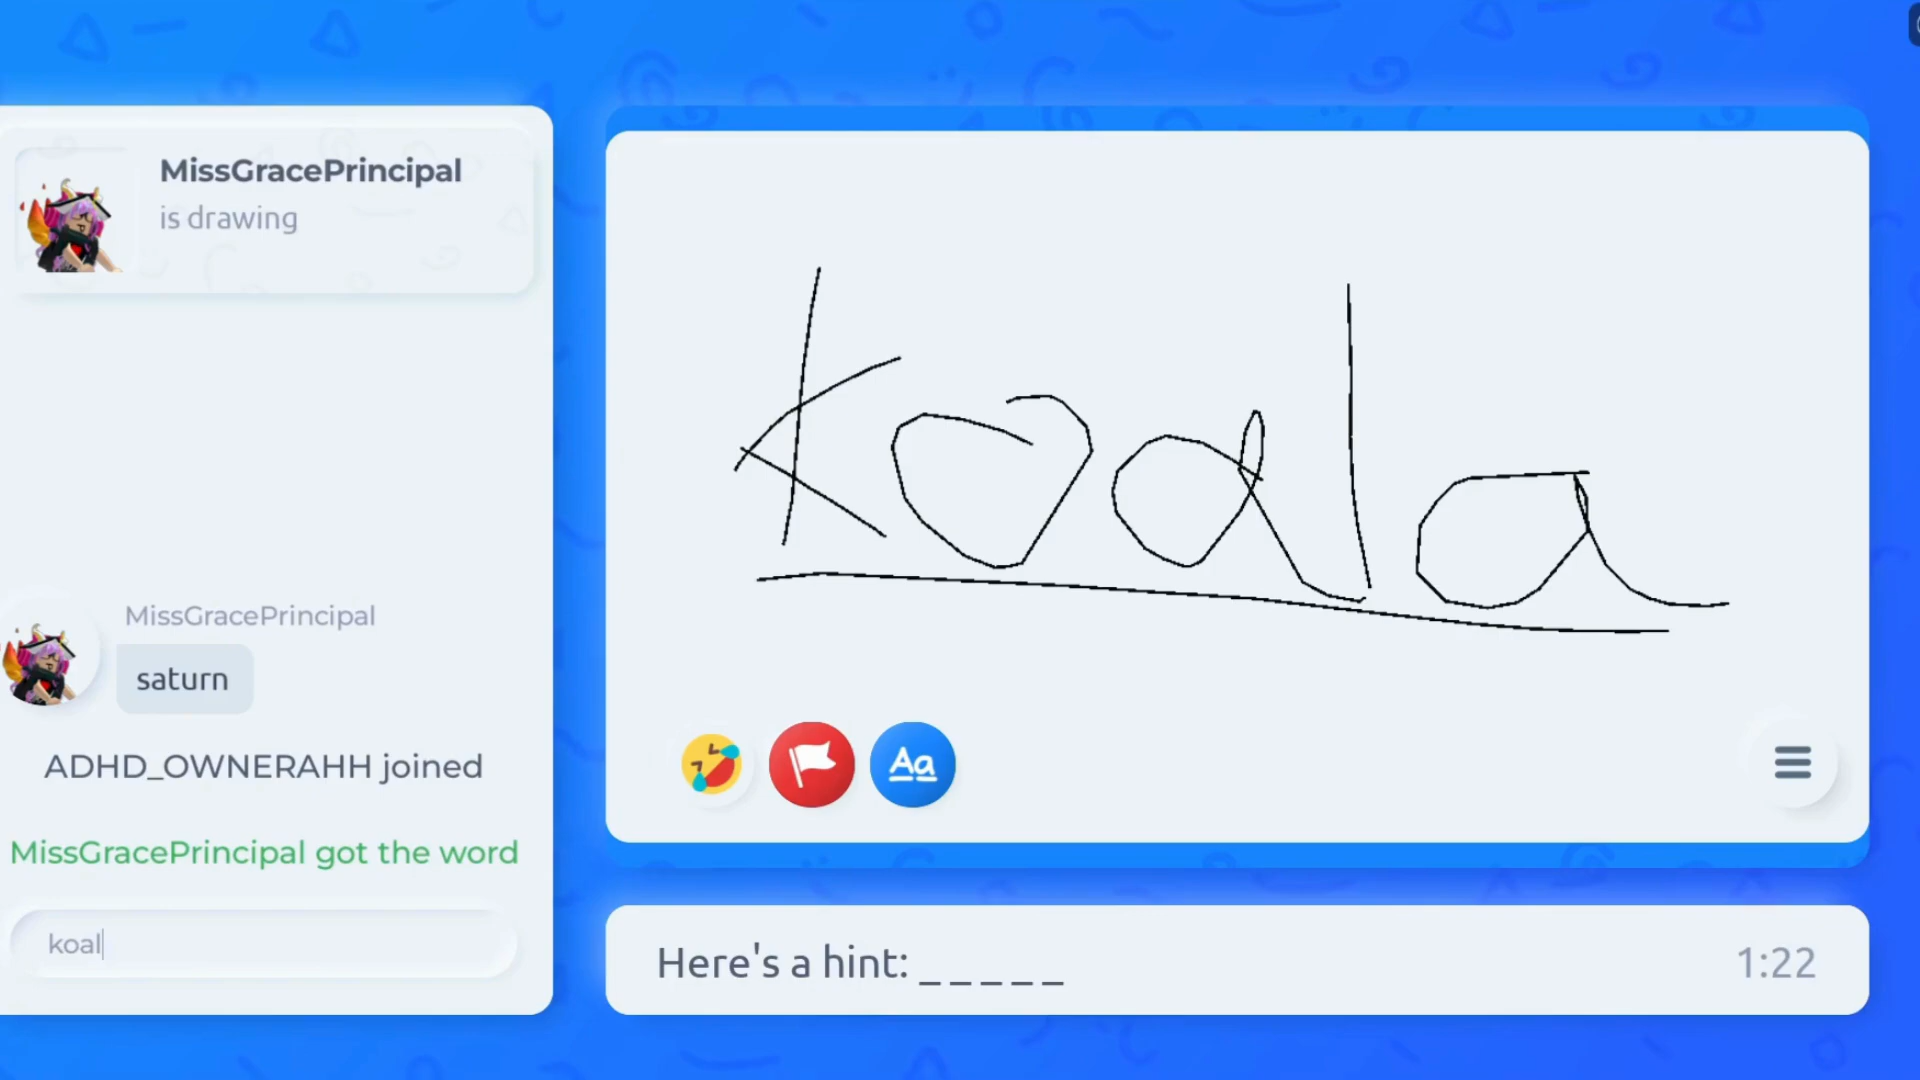 MissGracePrincipal
is drawing
koala
MissGracePrincipal
saturn
ADHD_OWNERAHH joined
MissGracePrincipal got the word
koal
Aa
Here's a hint: _ _ _ _ _
1:22